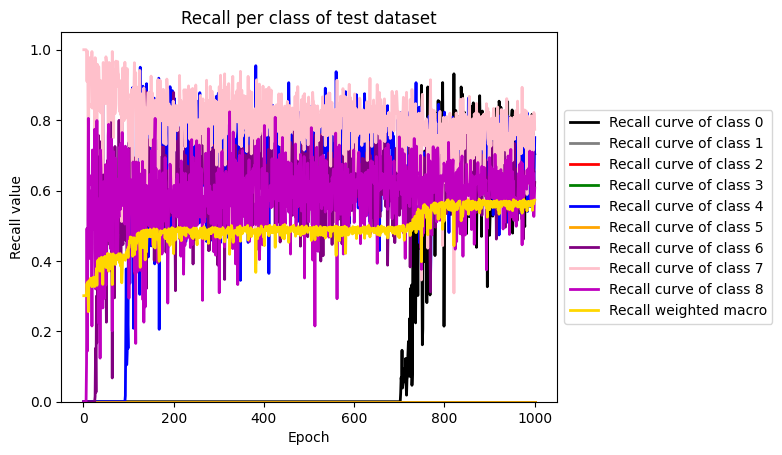 Recall per class of test dataset
Recall value
1.0
0.8
0.6
0.4
0.2
0.0
0
200
400
600
800
1000
Epoch
Recall curve of class 0
Recall curve of class 1
Recall curve of class 2
Recall curve of class 3
Recall curve of class 4
Recall curve of class 5
Recall curve of class 6
Recall curve of class 7
Recall curve of class 8
Recall weighted macro